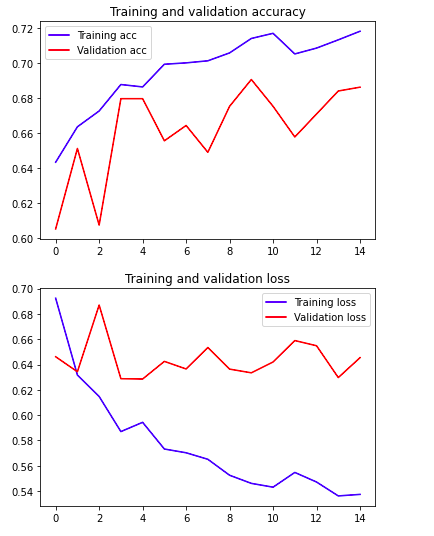 Training and validation accuracy
0.72
0.70
0.68
0.66
0.64
0.62
0.60
Training acc
Validation acc
0 2 4 6 8 10 12 14
Training and validation loss
0.70
0.68
0.66
0.64
0.62
0.60
0.58
0.56
0.54
Training loss
Validation loss
0 2 4 6 8 10 12 14